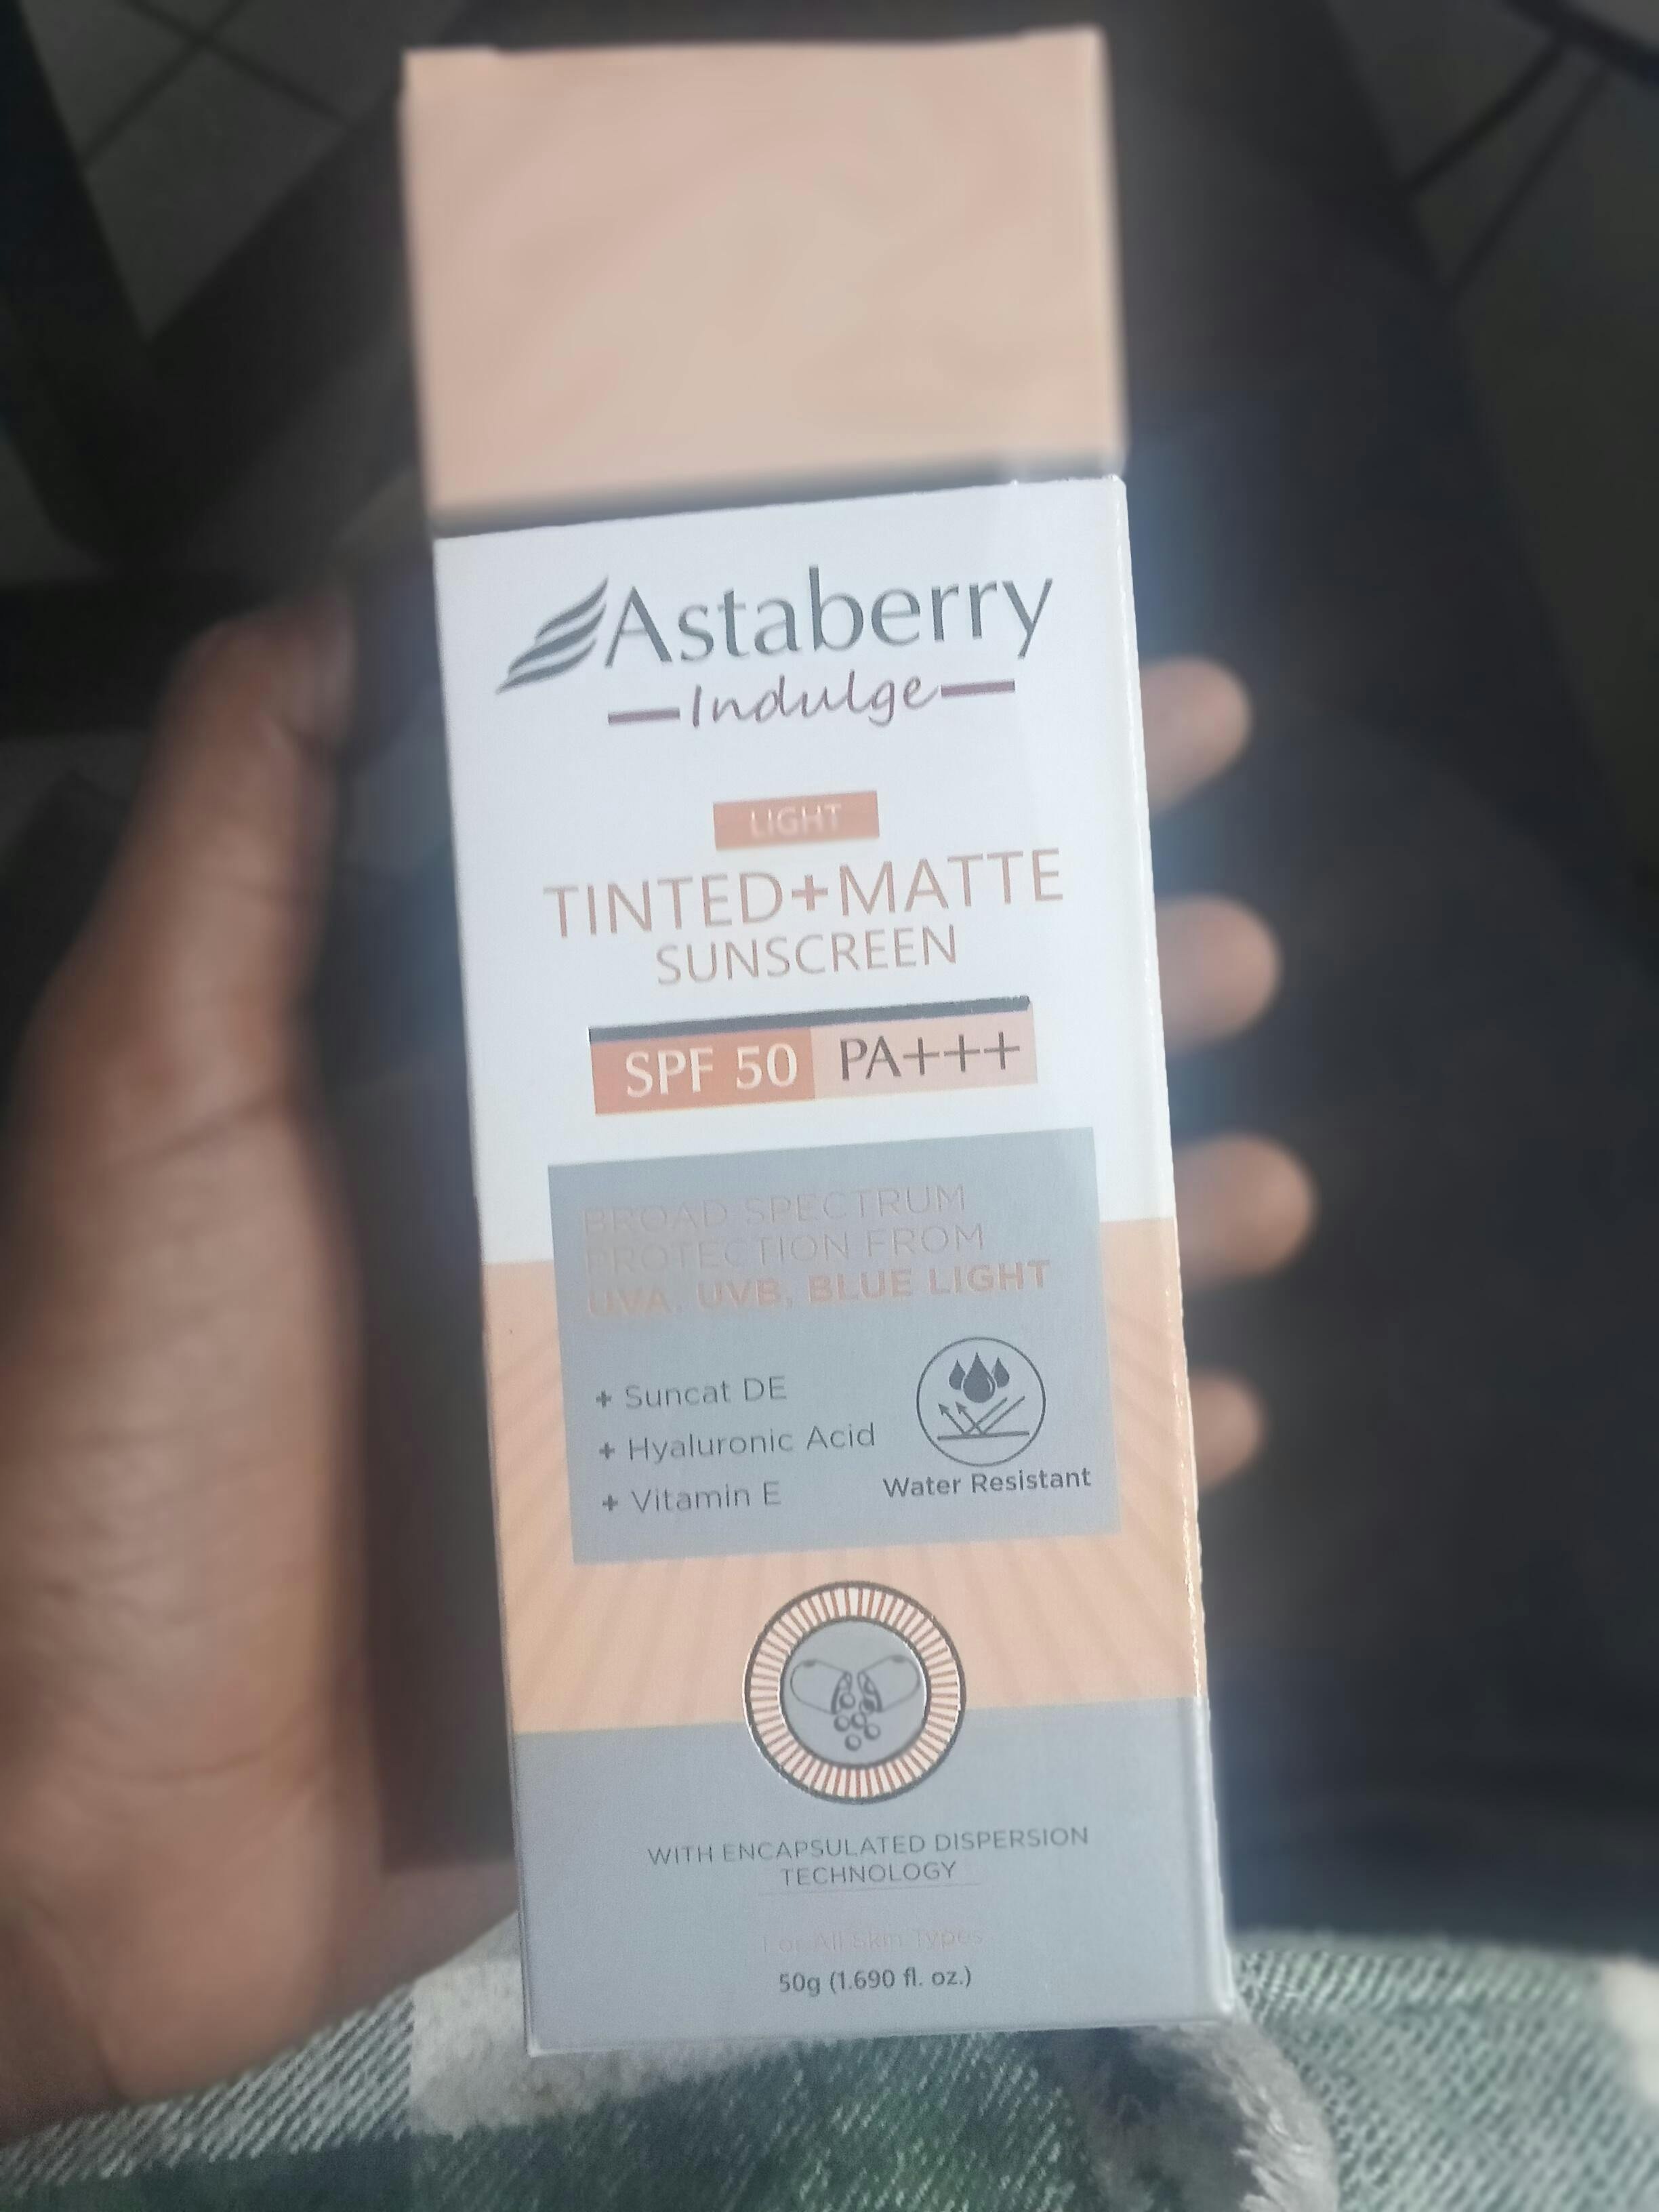 Astaberry
Indulge
LIGHT
TINTED+MATTE
SUNSCREEN
SPF 50 PA+++
BROAD SPECTRUM
PROTECTION FROM
UVA, UVB, BLUE LIGHT
+ Suncat DE
+ Hyaluronic Acid
+ Vitamin E
Water Resistant
WITH ENCAPSULATED DISPERSION
TECHNOLOGY
For All Skin Types
50g (1.690 fl. oz.)